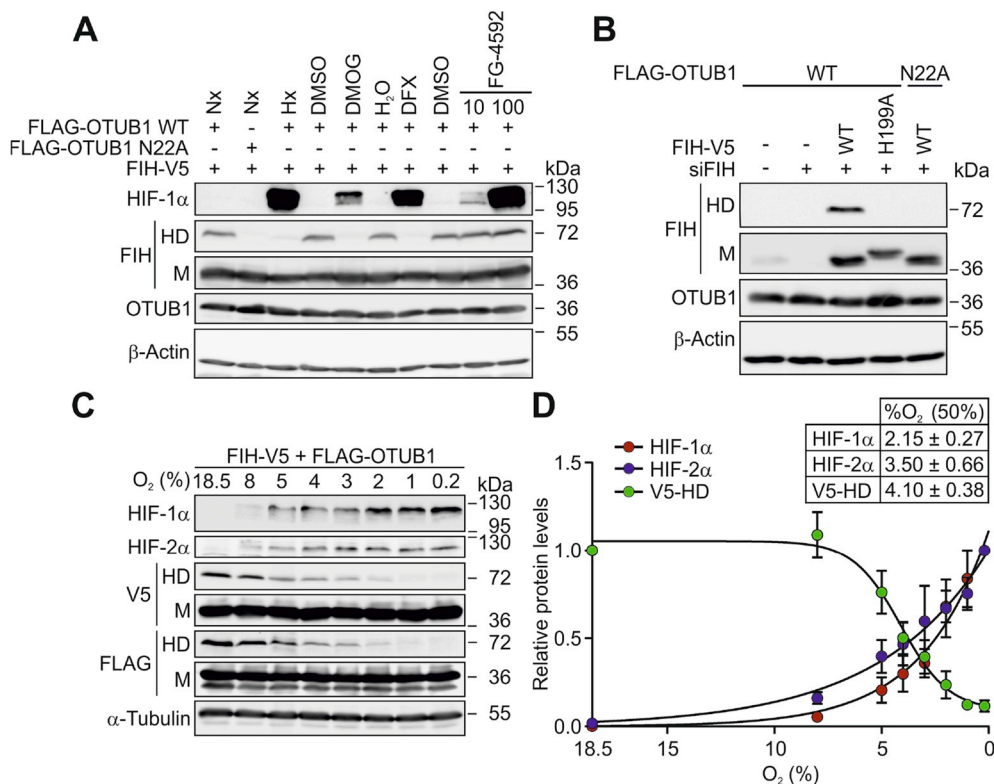 A
Nx
Nx
Hx
DMSO
DMOG
H₂O
DFX
DMSO
FG-4592
10 100
FLAG-OTUB1 WT + - + + + + + + + +
FLAG-OTUB1 N22A - + - - - - - - - -
FIH-V5 + + + + + + + + + +
kDa
HIF-1α
130
95
FIH
HD
72
M
36
OTUB1
36
55
β-Actin
B
FLAG-OTUB1 WT N22A
FIH-V5 - - WT H199A WT
siFIH - + + + +
kDa
FIH
HD
72
M
36
OTUB1
36
55
β-Actin
C
FIH-V5 + FLAG-OTUB1
O₂ (%) 18.5 8 5 4 3 2 1 0.2 kDa
HIF-1α
130
95
HIF-2α
130
V5
HD
72
M
36
FLAG
HD
72
M
36
α-Tubulin
55
D
%O₂ (50%)
HIF-1α 2.15 ± 0.27
HIF-2α 3.50 ± 0.66
V5-HD 4.10 ± 0.38
HIF-1α
HIF-2α
V5-HD
Relative protein levels
1.5
1.0
0.5
0.0
18.5 15 10 5 0
O₂ (%)